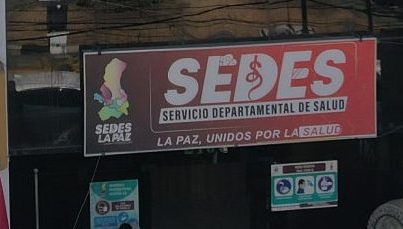 SEDES
SERVICIO DEPARTAMENTAL DE SALUD
LA PAZ, UNIDOS POR LA SALUD
SEDES
LA PAZ